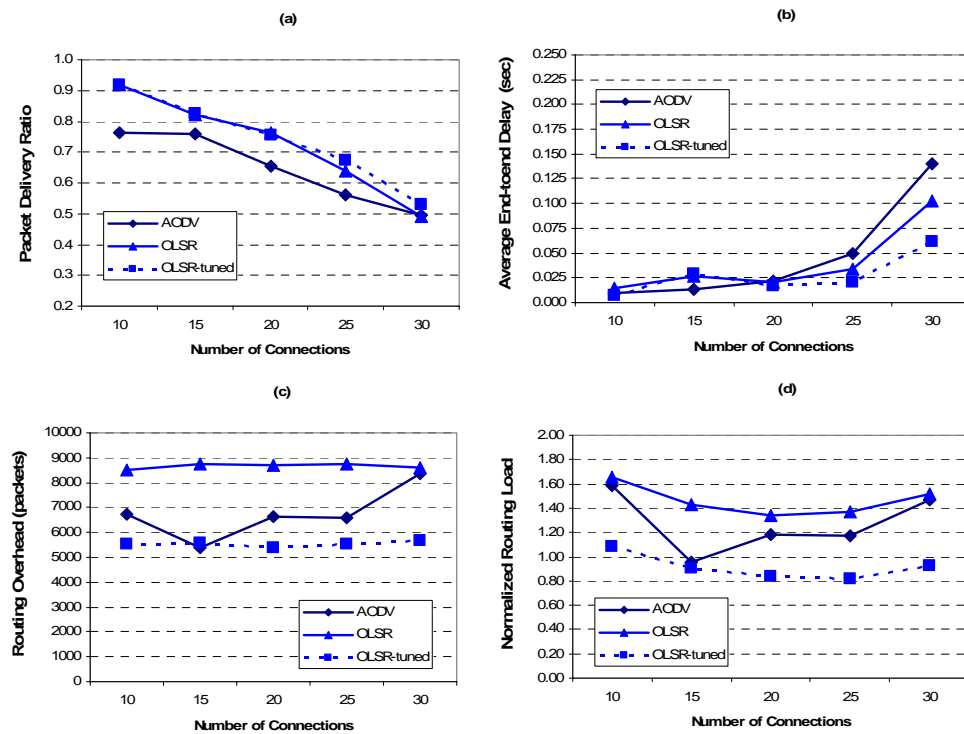 (a)
Packet Delivery Ratio
1.0
0.9
0.8
0.7
0.6
0.5
0.4
0.3
0.2
AODV
OLSR
OLSR-tuned
10 15 20 25 30
Number of Connections
(b)
Average End-toend Delay (sec)
0.250
0.225
0.200
0.175
0.150
0.125
0.100
0.075
0.050
0.025
0.000
AODV
OLSR
OLSR-tuned
10 15 20 25 30
Number of Connections
(c)
Routing Overhead (packets)
10000
9000
8000
7000
6000
5000
4000
3000
2000
1000
0
AODV
OLSR
OLSR-tuned
10 15 20 25 30
Number of Connections
(d)
Normalized Routing Load
2.00
1.80
1.60
1.40
1.20
1.00
0.80
0.60
0.40
0.20
0.00
AODV
OLSR
OLSR-tuned
10 15 20 25 30
Number of Connections